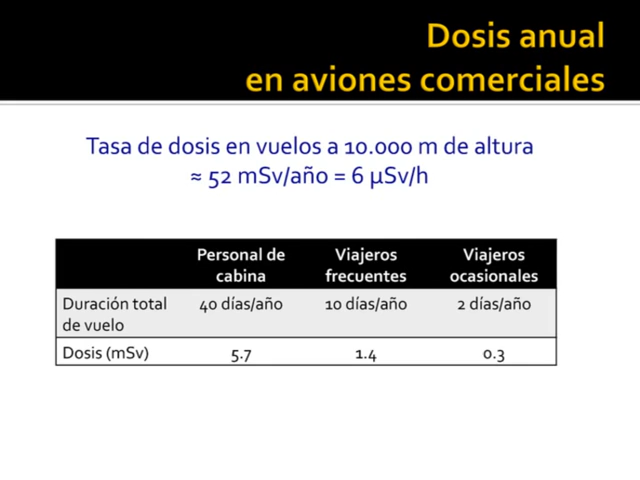 Dosis anual
en aviones comerciales
Tasa de dosis en vuelos a 10.000 m de altura
≈ 52 mSv/año = 6 µSv/h
Personal de cabina Viajeros frecuentes Viajeros ocasionales
Duración total de vuelo 40 días/año 10 días/año 2 días/año
Dosis (mSv) 5.7 1.4 0.3